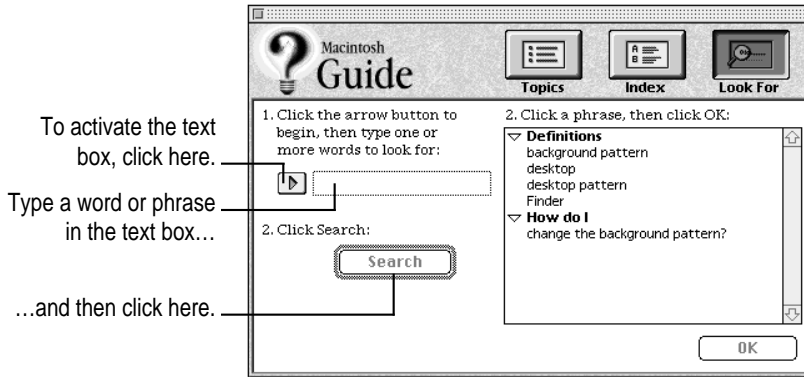 Macintosh
Guide
Topics
Index
Look For
To activate the text
box, click here.
Type a word or phrase
in the text box…
…and then click here.
1. Click the arrow button to
begin, then type one or
more words to look for:
2. Click Search:
Search
2. Click a phrase, then click OK:
Definitions
background pattern
desktop
desktop pattern
Finder
How do I
change the background pattern?
OK